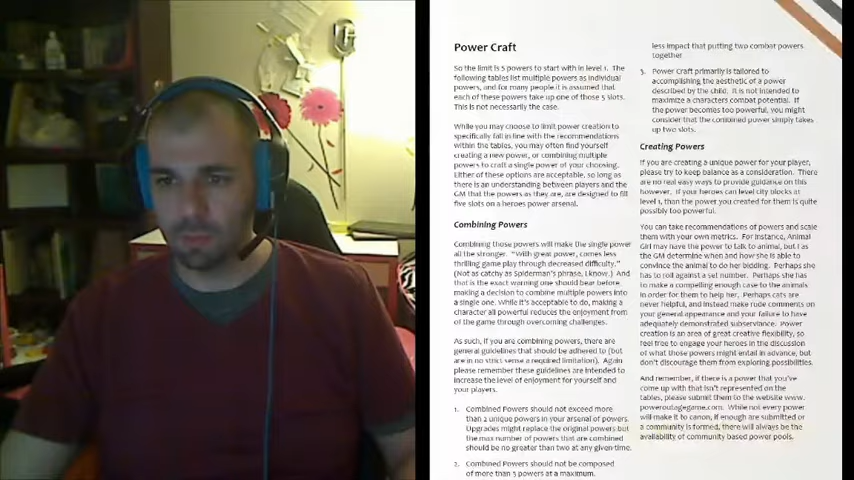 Power Craft
So the limit is 5 powers to start with in level 1. The
following tables list multiple powers as individual
powers, and for many people it is assumed that
each of these powers take up one of those 5 slots.
This is not necessarily the case.
While you may choose to limit power creation to
specifically fall in line with the recommendations
within the tables, you may often find yourself
creating a new power, or combining multiple
powers to craft a single power of your choosing.
Either of these options are acceptable, so long as
there is an understanding between players and the
GM that the powers as they are, are designed to fill
five slots on a heroes power arsenal.
Combining Powers
Combining those powers will make the single power
all the stronger. "With great power, comes less
thrilling game play through decreased difficulty."
(Not as catchy as Spiderman's phrase, I know.) And
that is the exact warning one should bear before
making a decision to combine multiple powers into
a single one. While it's acceptable to do, making a
character all powerful reduces the enjoyment from
of the game through overcoming challenges.
As such, if you are combining powers, there are
general guidelines that should be adhered to (but
are in no strict sense a required limitation). Again
please remember these guidelines are intended to
increase the level of enjoyment for yourself and
your players.
1. Combined Powers should not exceed more
than 2 unique powers in your arsenal of powers.
Upgrades might replace the original powers but
the max number of powers that are combined
should be no greater than two at any given time.
2. Combined Powers should not be composed
of more than 3 powers at a maximum.
less impact that putting two combat powers
together
3. Power Craft primarily is tailored to
accomplishing the aesthetic of a power
described by the child. It is not intended to
maximize a characters combat potential. If
the power becomes too powerful, you might
consider that the combined power simply takes
up two slots.
Creating Powers
If you are creating a unique power for your player,
please try to keep balance as a consideration. There
are no real easy ways to provide guidance on this
however. If your heroes can level city blocks at
level 1, than the power you created for them is quite
possibly too powerful.
You can take recommendations of powers and scale
them with your own metrics. For instance, Animal
Girl may have the power to talk to animal, but I as
the GM determine when and how she is able to
convince the animal to do her bidding. Perhaps she
has to roll against a set number. Perhaps she has
to make a compelling enough case to the animals
in order for them to help her. Perhaps cats are
never helpful, and instead make rude comments on
your general appearance and your failure to have
adequately demonstrated subservience. Power
creation is an area of great creative flexibility, so
feel free to engage your heroes in the discussion
of what those powers might entail in advance, but
don't discourage them from exploring possibilities.
And remember, if there is a power that you've
come up with that isn't represented on the
tables, please submit them to the website www.
poweroutagegame.com. While not every power
will make it to canon, if enough are submitted or
a community is formed, there will always be the
availability of community based power pools.